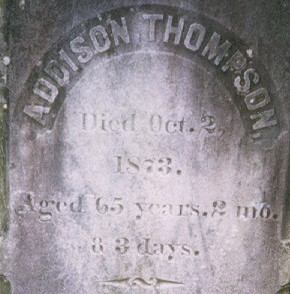 ADDISON THOMPSON.
Died Oct. 2,
1873.
Aged 65 years. 2 mo.
& 3 days.